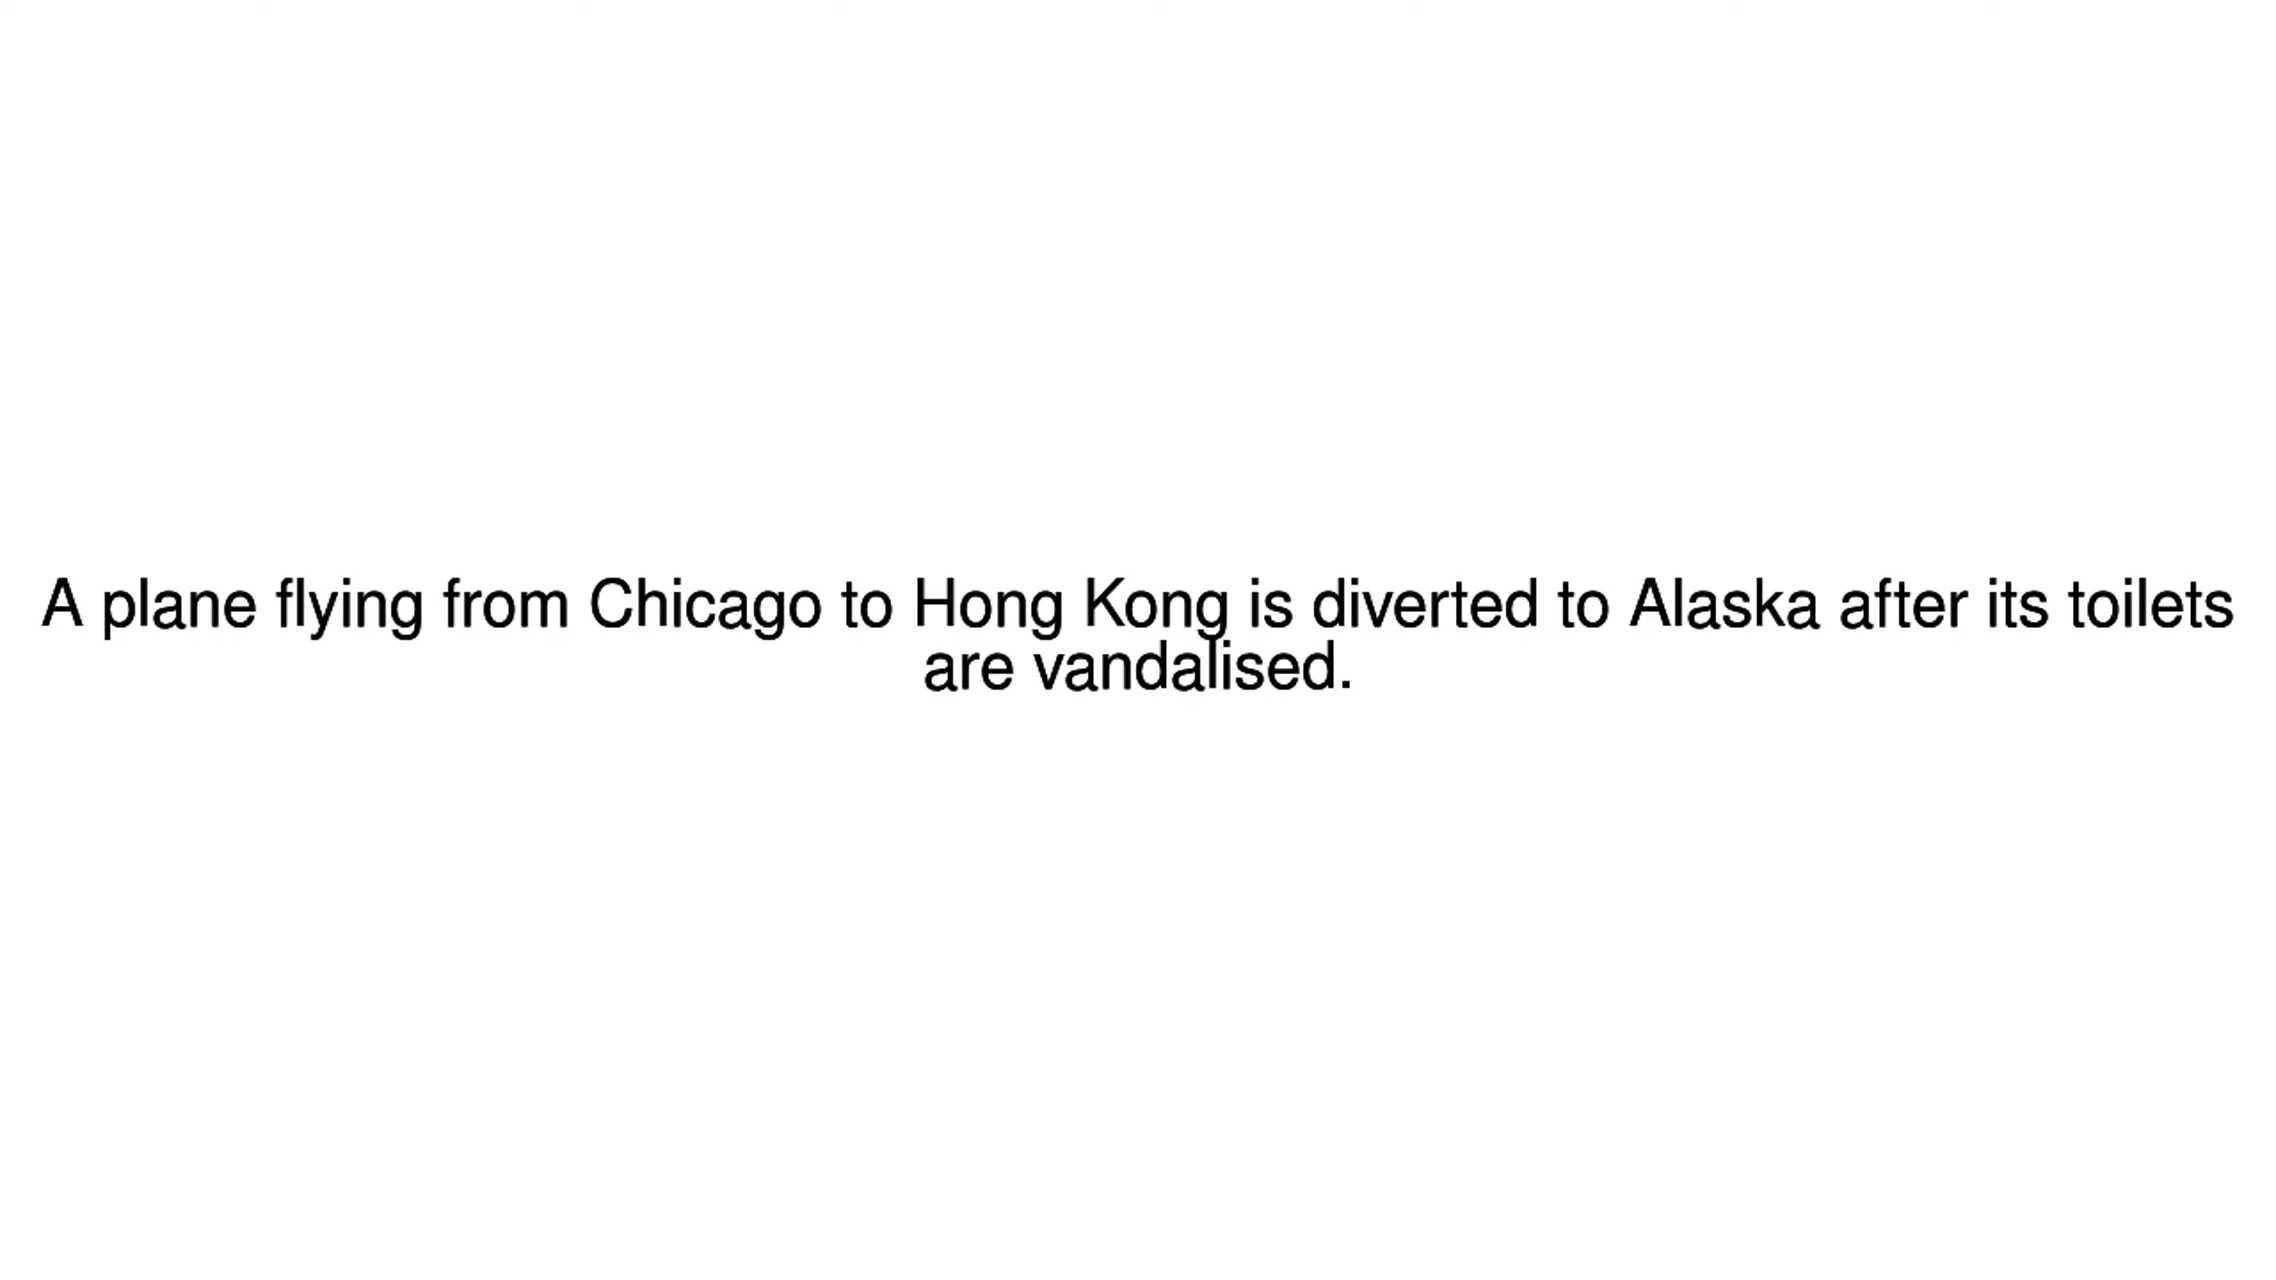 A plane flying from Chicago to Hong Kong is diverted to Alaska after its toilets
are vandalised.